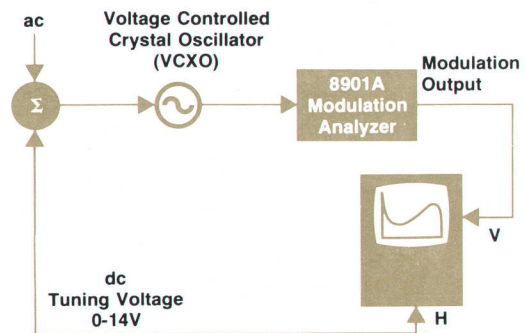 ac
Voltage Controlled
Crystal Oscillator
(VCXO)
Σ
8901A
Modulation
Analyzer
Modulation
Output
V
dc
Tuning Voltage
0-14V
H